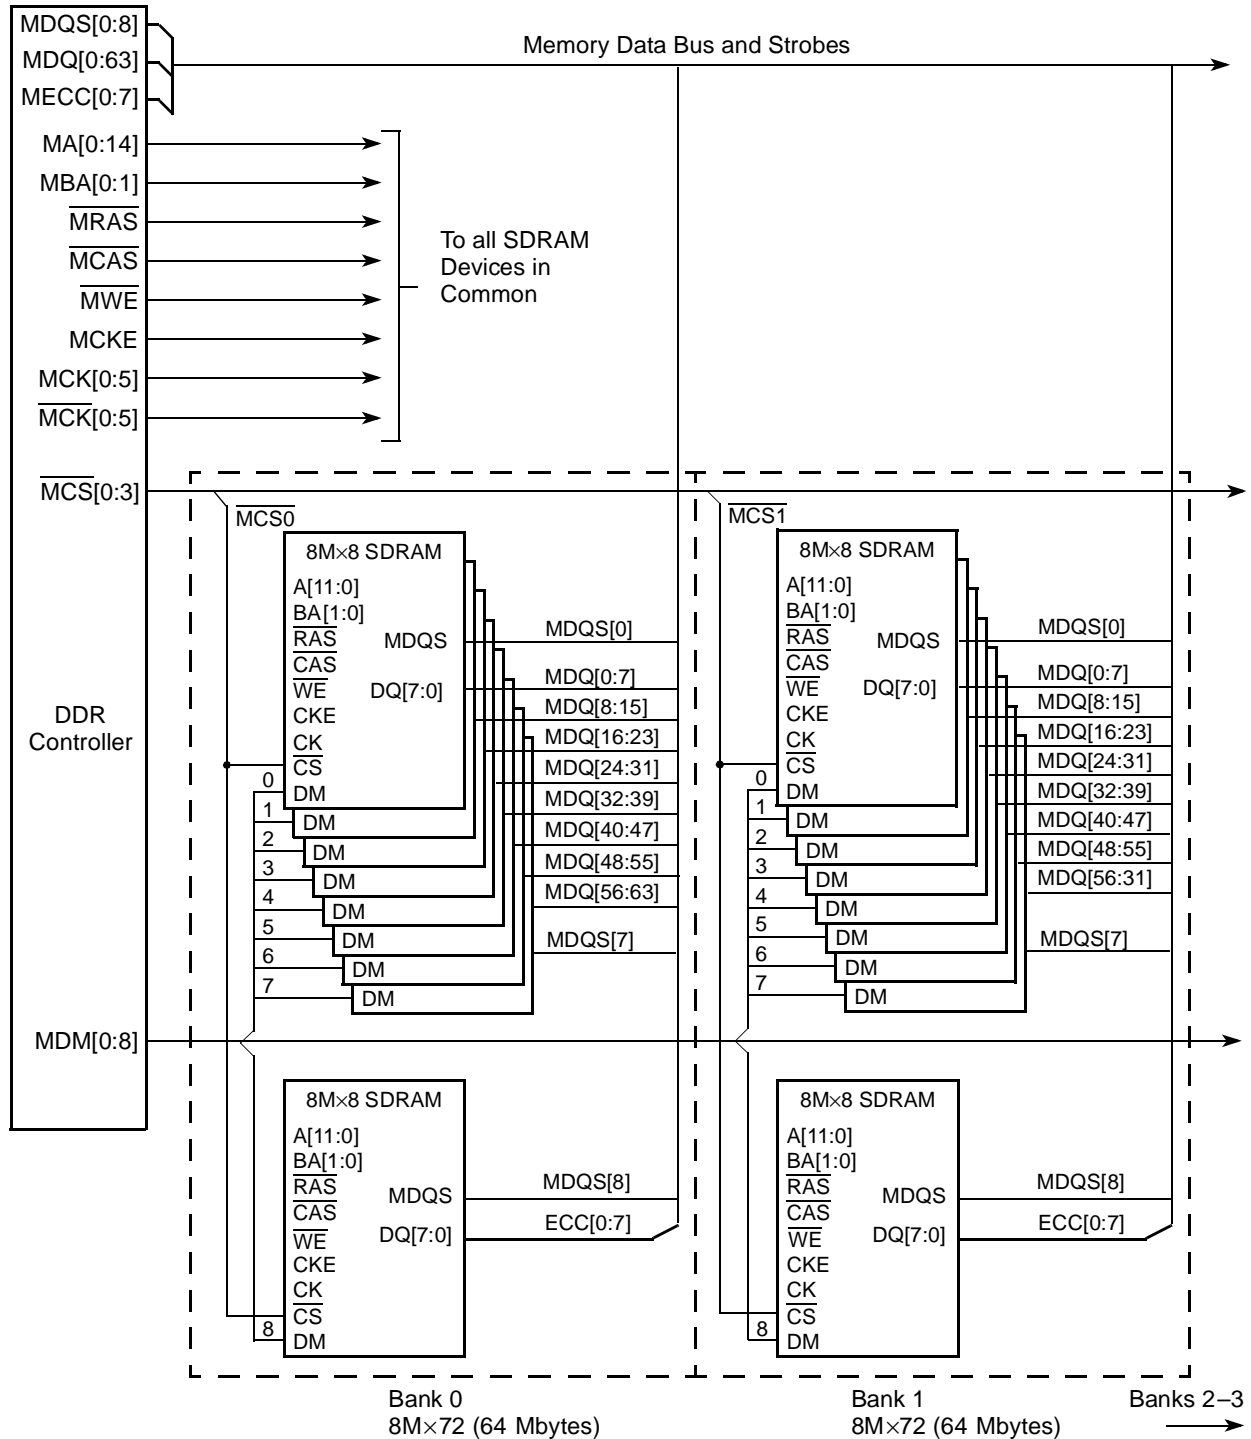 MDQS[0:8]
MDQ[0:63]
MECC[0:7]
Memory Data Bus and Strobes
MA[0:14]
MBA[0:1]
MRAS
MCAS
MWE
MCKE
MCK[0:5]
MCK[0:5]
To all SDRAM
Devices in
Common
MCS[0:3]
DDR
Controller
MDM[0:8]
MCS0
8M×8 SDRAM
A[11:0]
BA[1:0]
RAS
CAS
WE
CKE
CK
CS
DM
MDQS
DQ[7:0]
0
1
2
3
4
5
6
7
DM
DM
DM
DM
DM
DM
DM
MDQS[0]
MDQ[0:7]
MDQ[8:15]
MDQ[16:23]
MDQ[24:31]
MDQ[32:39]
MDQ[40:47]
MDQ[48:55]
MDQ[56:63]
MDQS[7]
8M×8 SDRAM
A[11:0]
BA[1:0]
RAS
CAS
WE
CKE
CK
CS
DM
8
MDQS
DQ[7:0]
MDQS[8]
ECC[0:7]
Bank 0
8M×72 (64 Mbytes)
MCS1
8M×8 SDRAM
A[11:0]
BA[1:0]
RAS
CAS
WE
CKE
CK
CS
DM
MDQS
DQ[7:0]
0
1
2
3
4
5
6
7
DM
DM
DM
DM
DM
DM
DM
MDQS[0]
MDQ[0:7]
MDQ[8:15]
MDQ[16:23]
MDQ[24:31]
MDQ[32:39]
MDQ[40:47]
MDQ[48:55]
MDQ[56:31]
MDQS[7]
8M×8 SDRAM
A[11:0]
BA[1:0]
RAS
CAS
WE
CKE
CK
CS
DM
8
MDQS
DQ[7:0]
MDQS[8]
ECC[0:7]
Bank 1
8M×72 (64 Mbytes)
Banks 2–3